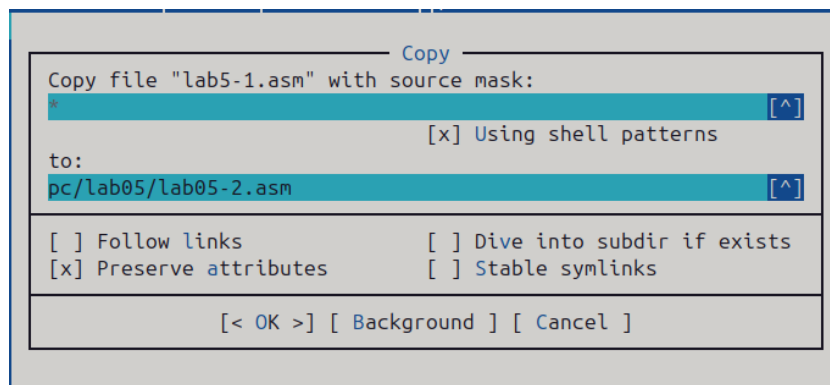 Copy
Copy file "lab5-1.asm" with source mask:
*
[^]
[x] Using shell patterns
to:
pc/lab05/lab05-2.asm
[^]
[ ] Follow links
[ ] Dive into subdir if exists
[x] Preserve attributes
[ ] Stable symlinks
[< OK >] [ Background ] [ Cancel ]